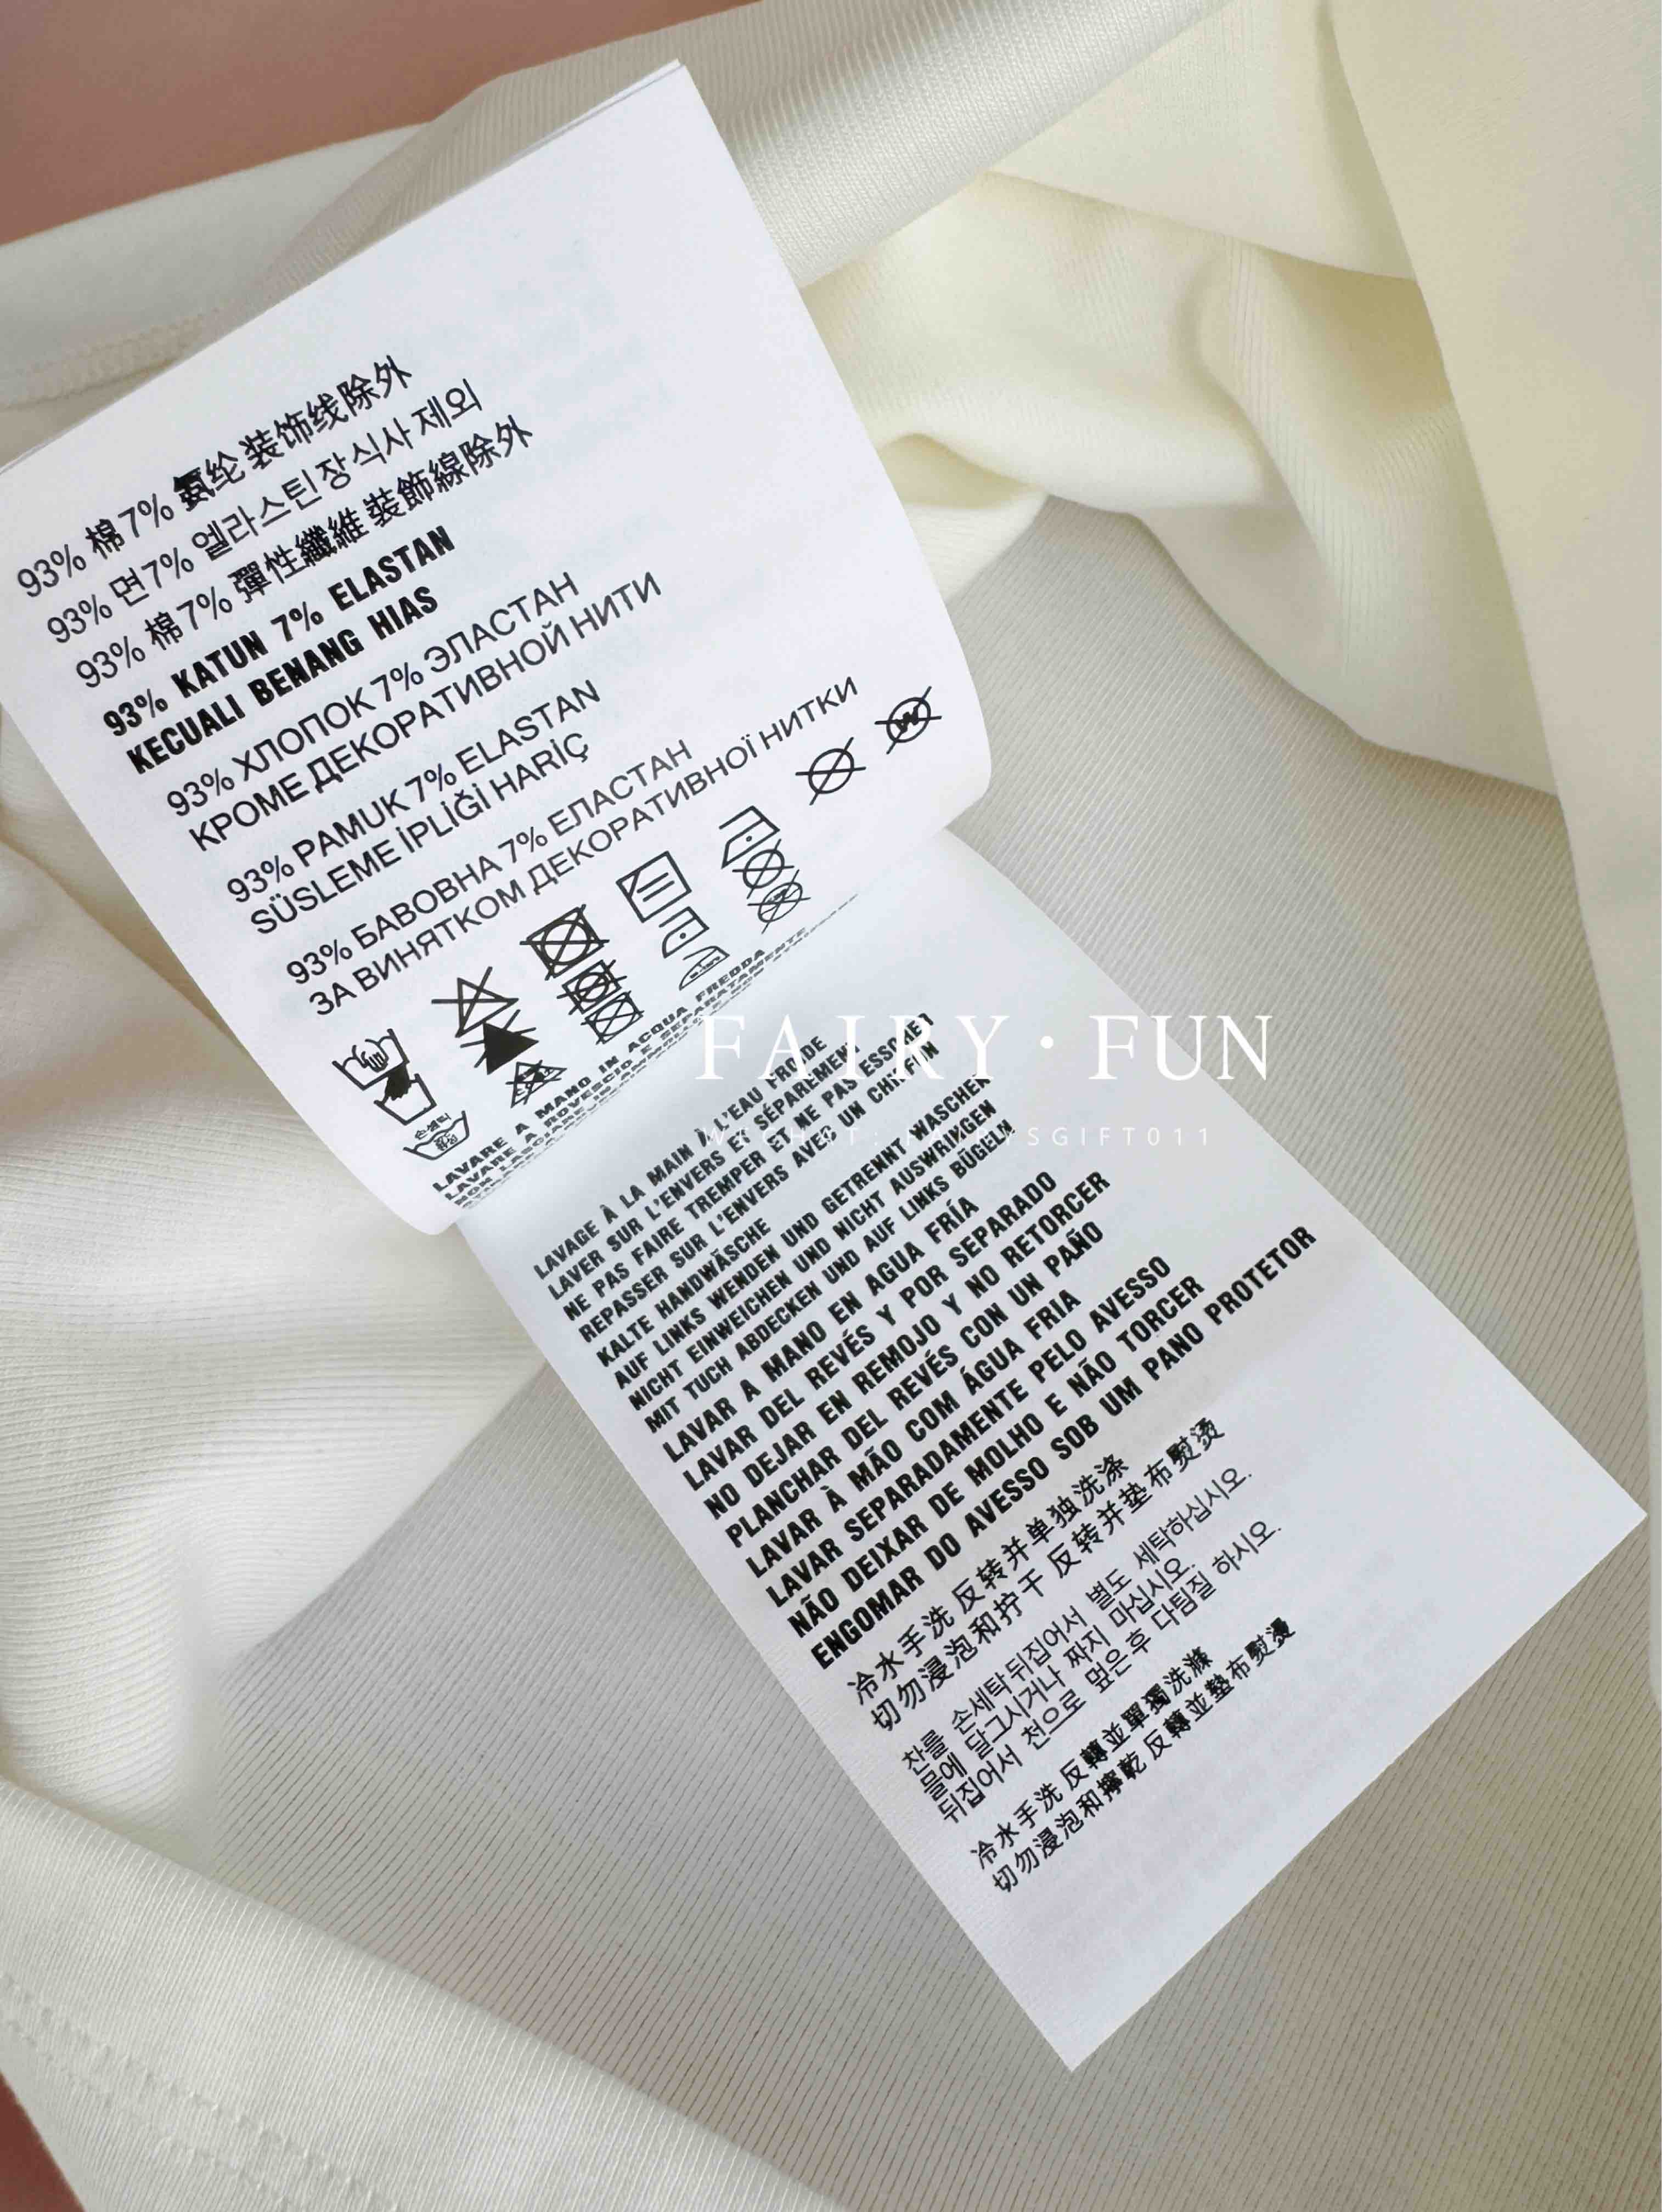 93% 棉 7% 氨纶 装饰线除外
93% 면 7% 엘라스틴 장식사 제외
93% 棉 7% 彈性纖維 裝飾線除外
93% KATUN 7% ELASTAN
KECUALI BENANG HIAS
93% ХЛОПОК 7% ЭЛАСТАН
КРОМЕ ДЕКОРАТИВНОЙ НИТИ
93% PAMUK 7% ELASTAN
SÜSLEME İPLİĞİ HARİÇ
93% БАВОВНА 7% ЕЛАСТАН
ЗА ВИНЯТКОМ ДЕКОРАТИВНОЇ НИТКИ
W
손세탁
LAVARE A MANO IN ACQUA FREDDA
LAVARE A ROVESCIO E SEPARATAMENTE
FAIRY·FUN
WECHAT: FAIRYSGIFT011
LAVAGE À LA MAIN À L'EAU FROIDE
LAVER SUR L'ENVERS ET SÉPARÉMENT
NE PAS FAIRE TREMPER ET NE PAS ESSORER
REPASSER SUR L'ENVERS AVEC UN CHIFFON
KALTE HANDWÄSCHE
AUF LINKS WENDEN UND GETRENNT WASCHEN
NICHT EINWEICHEN UND NICHT AUSWRINGEN
MIT TUCH ABDECKEN UND AUF LINKS BÜGELN
LAVAR A MANO EN AGUA FRÍA
LAVAR DEL REVÉS Y POR SEPARADO
NO DEJAR EN REMOJO Y NO RETORCER
PLANCHAR DEL REVÉS CON UN PAÑO
LAVAR À MÃO COM ÁGUA FRIA
LAVAR SEPARADAMENTE PELO AVESSO
NÃO DEIXAR DE MOLHO E NÃO TORCER
ENGOMAR DO AVESSO SOB UM PANO PROTETOR
冷水手洗 反转并单独洗涤
切勿浸泡和拧干 反转并垫布熨烫
찬물 손세탁 뒤집어서 별도 세탁하십시오.
물에 담그시거나 짜지 마십시오.
뒤집어서 천으로 덮은후 다림질 하시오.
冷水手洗 反轉並單獨洗滌
切勿浸泡和擰乾 反轉並墊布熨燙